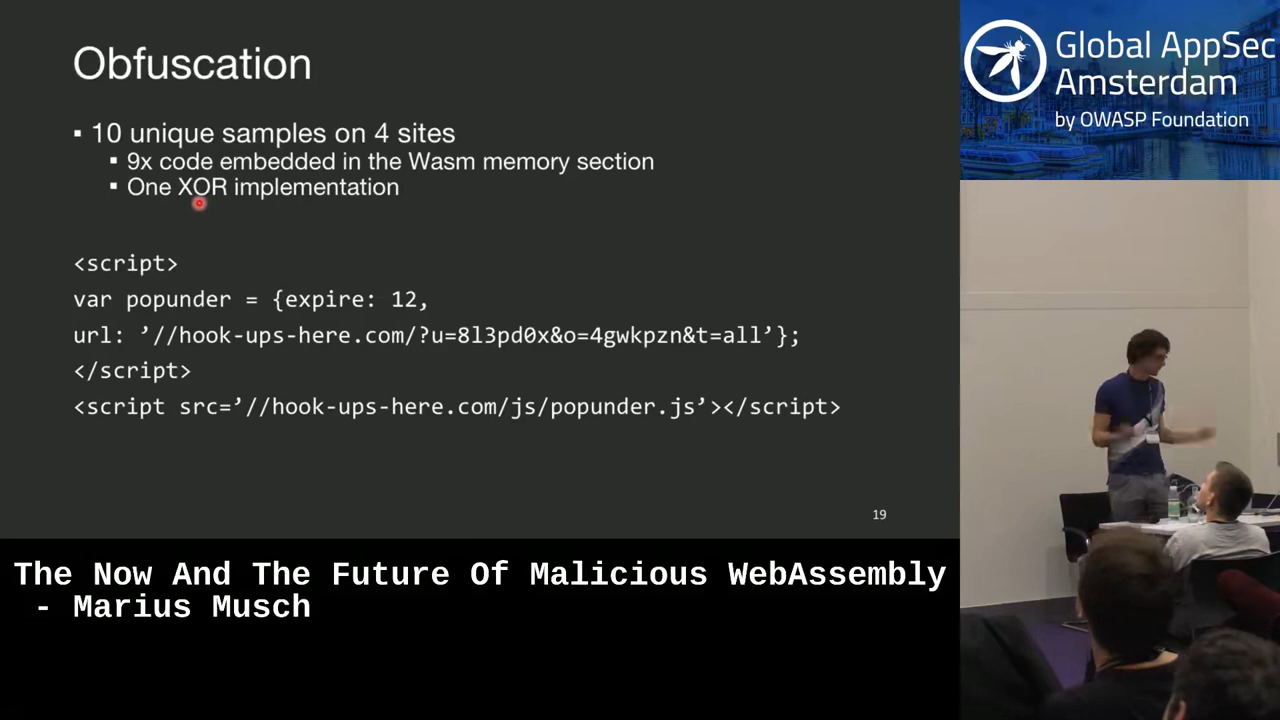 Obfuscation
▪ 10 unique samples on 4 sites
▪ 9x code embedded in the Wasm memory section
▪ One XOR implementation
<script>
var popunder = {expire: 12,
url: ’//hook-ups-here.com/?u=8l3pd0x&o=4gwkpzn&t=all’};
</script>
<script src=’//hook-ups-here.com/js/popunder.js’></script>
19
Global AppSec
Amsterdam
by OWASP Foundation
The Now And The Future Of Malicious WebAssembly
- Marius Musch